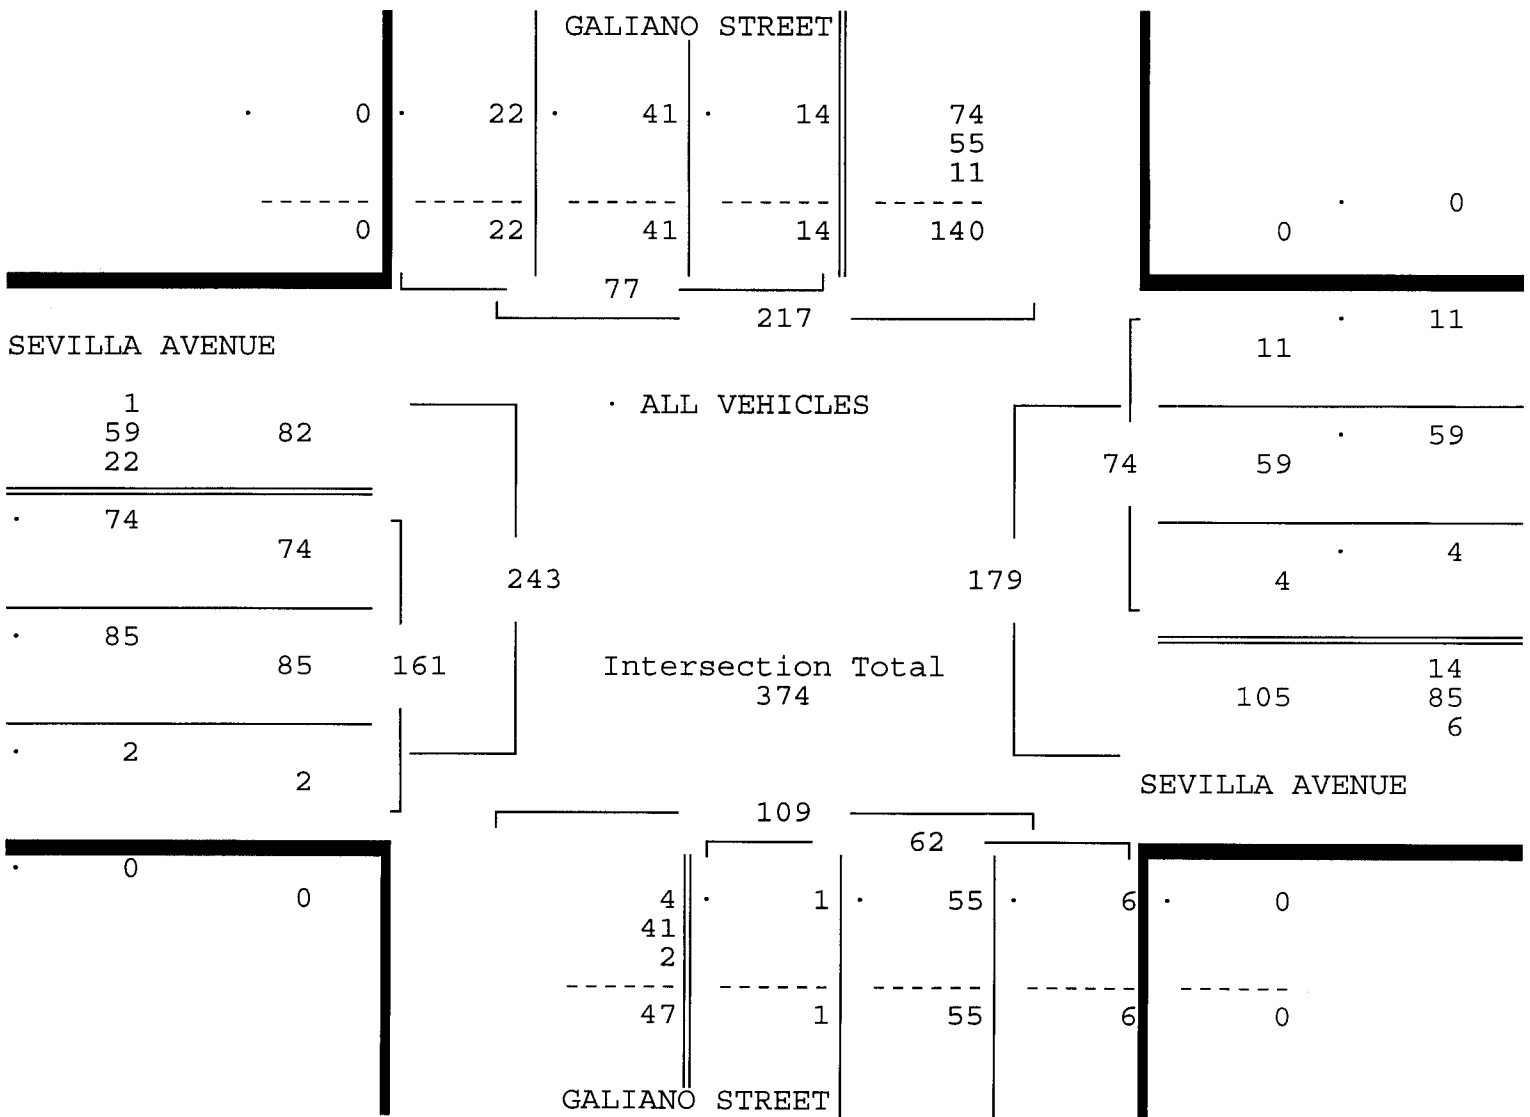 GALIANO STREET
· 0 · 22 · 41 · 14 74
55
11
------ ------ ------ ------ ------ · 0
0 22 41 14 140 0
77
217 · 11
SEVILLA AVENUE 11
1 · ALL VEHICLES
59 82 · 59
22 74 59
· 74
74 · 4
243 179 4
· 85
85 161 Intersection Total 14
374 105 85
6
· 2
2 SEVILLA AVENUE
109
62
· 0
0 4 · 1 · 55 · 6 · 0
41
2
------ ------ ------ ------ ------
47 1 55 6 0
GALIANO STREET